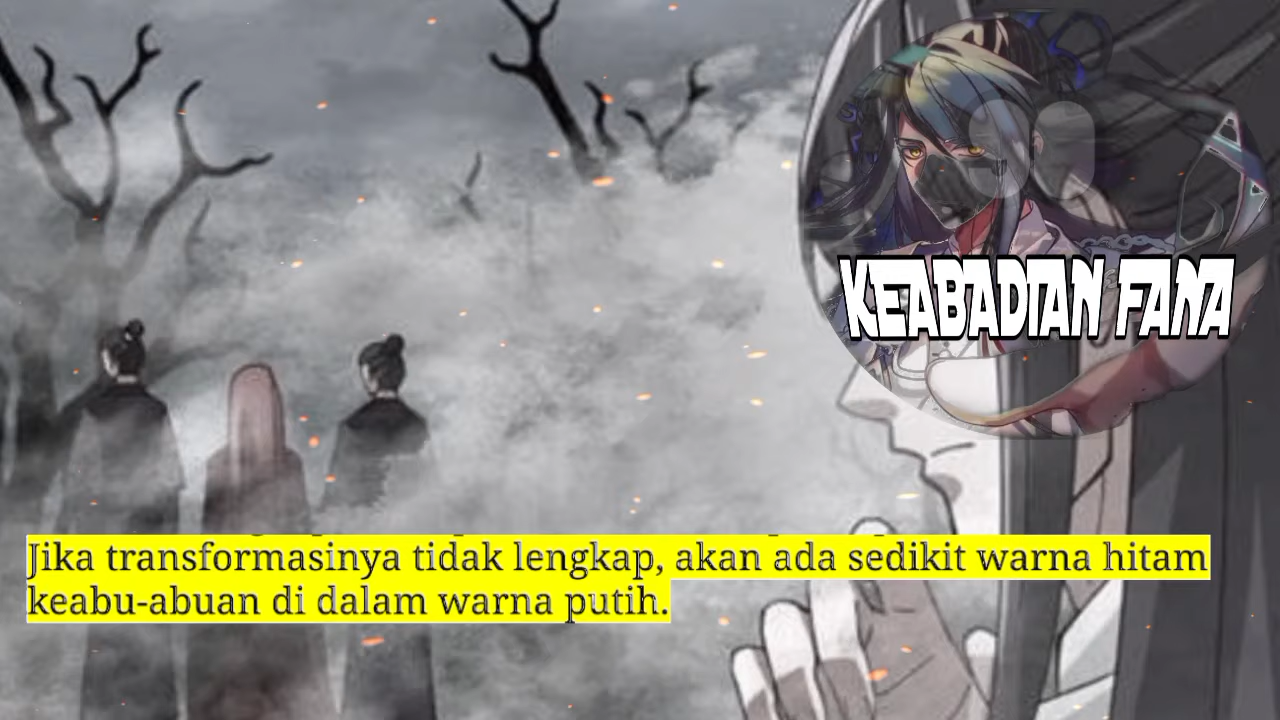 KEABADIAN FANA
Jika transformasinya tidak lengkap, akan ada sedikit warna hitam
keabu-abuan di dalam warna putih.